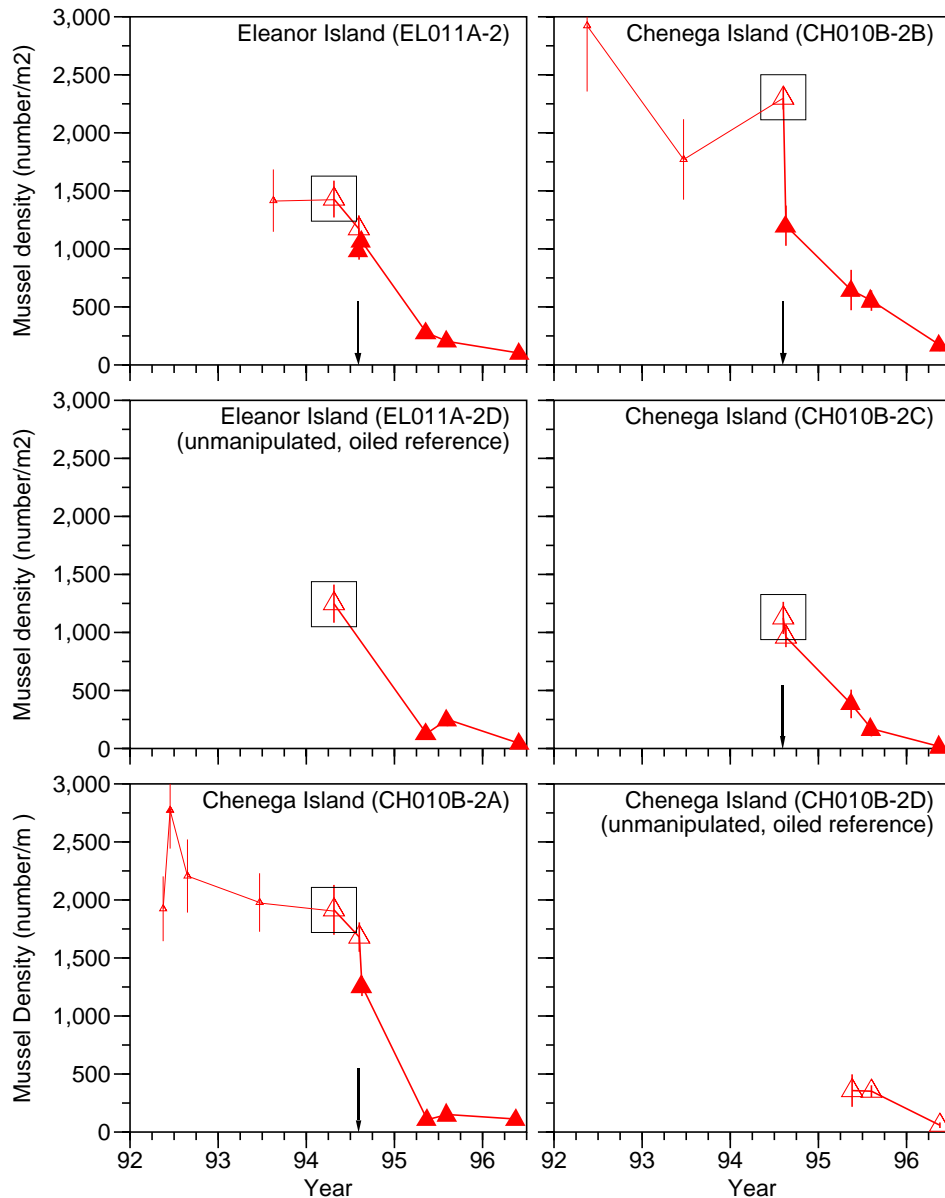 Eleanor Island (EL011A-2)
Mussel density (number/m2)
3,000
2,500
2,000
1,500
1,000
500
0
Chenega Island (CH010B-2B)
Eleanor Island (EL011A-2D)
(unmanipulated, oiled reference)
Mussel density (number/m2)
3,000
2,500
2,000
1,500
1,000
500
0
Chenega Island (CH010B-2C)
Chenega Island (CH010B-2A)
Mussel Density (number/m )
3,000
2,500
2,000
1,500
1,000
500
0
92 93 94 95 96
Year
Chenega Island (CH010B-2D)
(unmanipulated, oiled reference)
92 93 94 95 96
Year